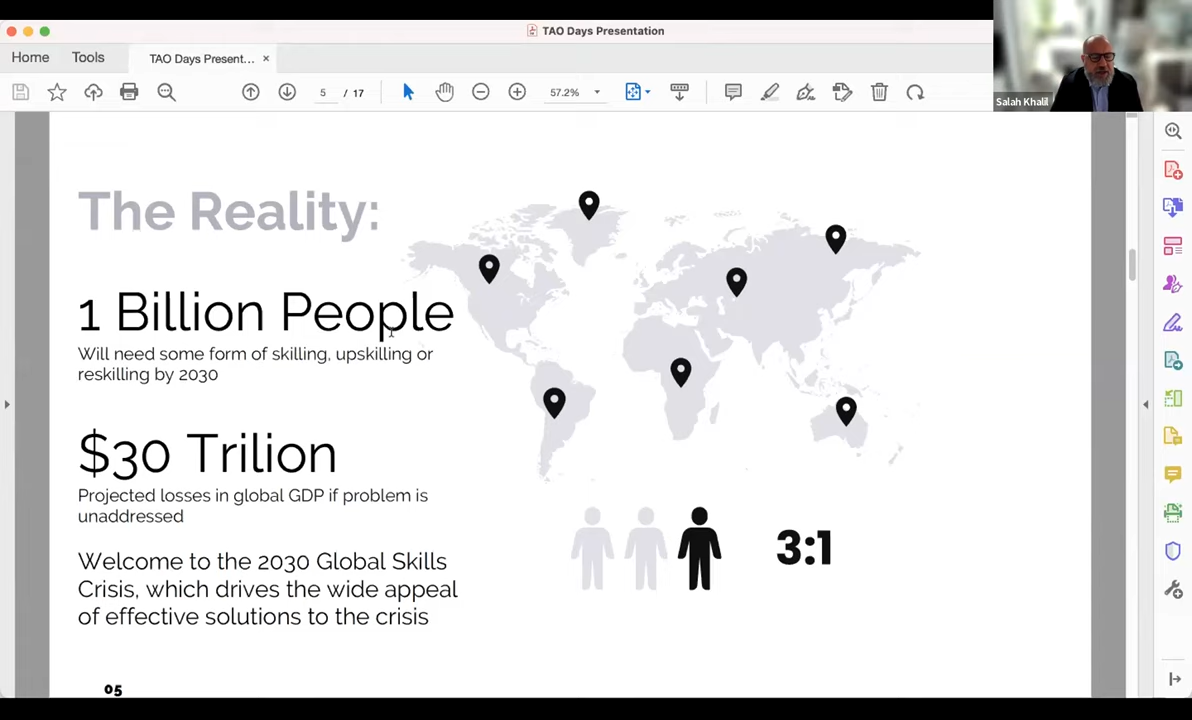 TAO Days Presentation
Home
Tools
TAO Days Present...
×
5
/ 17
57.2%
Salah Khalil
The Reality:
1 Billion People
Will need some form of skilling, upskilling or
reskilling by 2030
$30 Trilion
Projected losses in global GDP if problem is
unaddressed
Welcome to the 2030 Global Skills
Crisis, which drives the wide appeal
of effective solutions to the crisis
3:1
05